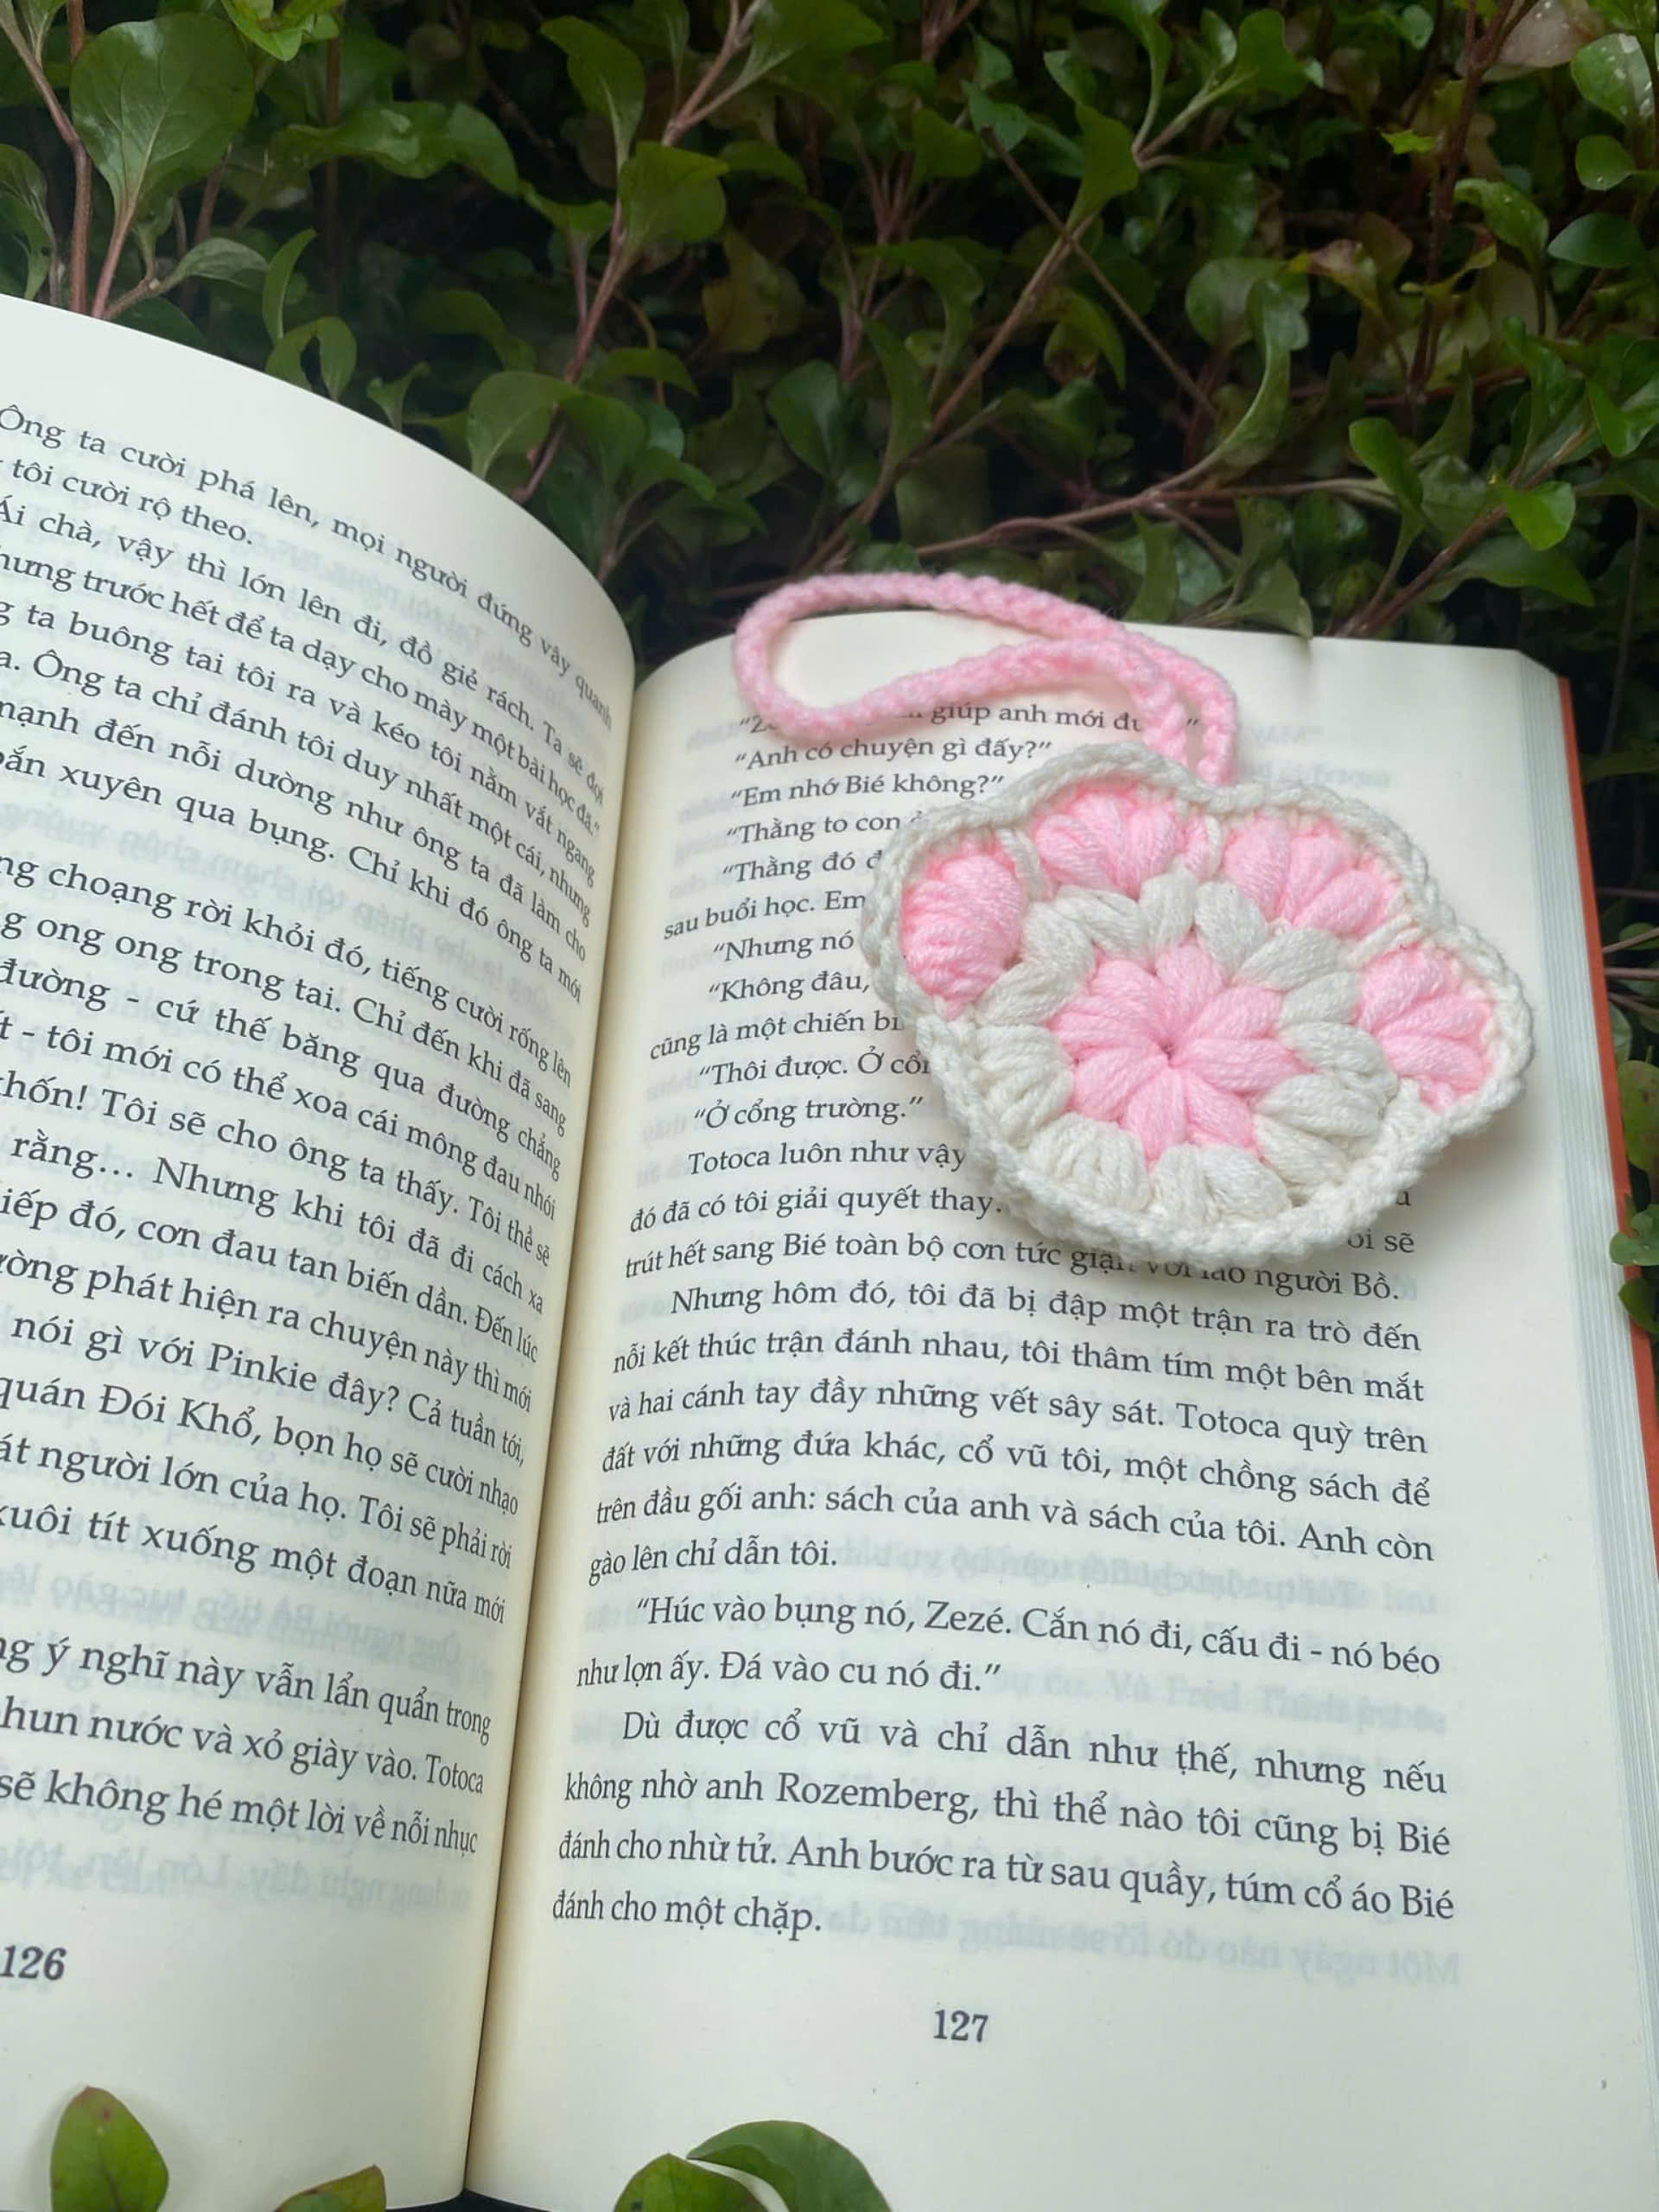 Ông ta cười phá lên, mọi người đứng vây quanh
tôi cười rộ theo.
Ái chà, vậy thì lớn lên đi, đồ giẻ rách. Ta sẽ đợi
trước hết để ta dạy cho mày một bài học đã."
ta buông tai tôi ra và kéo tôi nằm vắt ngang
Ông ta chỉ đánh tôi duy nhất một cái, nhưng
mạnh đến nỗi dường như ông ta đã làm cho
xuyên qua bụng. Chỉ khi đó ông ta mới
choạng rời khỏi đó, tiếng cười rống lên
ong ong trong tai. Chỉ đến khi đã sang
đường - cứ thế băng qua đường chẳng
- tôi mới có thể xoa cái mông đau nhói
Tôi sẽ cho ông ta thấy. Tôi thề sẽ
rằng... Nhưng khi tôi đã đi cách xa
đó, cơn đau tan biến dần. Đến lúc
phát hiện ra chuyện này thì mới
nói gì với Pinkie đây? Cả tuần tới,
quán Đói Khổ, bọn họ sẽ cười nhạo
người lớn của họ. Tôi sẽ phải rời
tít xuống một đoạn nữa mới
ý nghĩ này vẫn lẩn quẩn trong
nước và xỏ giày vào. Totoca
sẽ không hé một lời về nỗi nhục
126
giúp anh mới
"Anh có chuyện gì đấy?"
"Em nhớ Bié không?"
"Thằng to con
"Thằng đó
sau buổi học. Em
"Nhưng nó
"Không đâu,
cũng là một chiến
"Thôi được. Ở
"Ở cổng trường."
Totoca luôn như vậy
đó đã có tôi giải quyết thay.
trút hết sang Bié toàn bộ cơn tức giận với lão người Bồ. sẽ
Nhưng hôm đó, tôi đã bị đập một trận ra trò đến
nỗi kết thúc trận đánh nhau, tôi thâm tím một bên mắt
và hai cánh tay đầy những vết sây sát. Totoca quỳ trên
đất với những đứa khác, cổ vũ tôi, một chồng sách để
trên đầu gối anh: sách của anh và sách của tôi. Anh còn
gào lên chỉ dẫn tôi.
"Húc vào bụng nó, Zezé. Cắn nó đi, cấu đi - nó béo
như lợn ấy. Đá vào cu nó đi."
Dù được cổ vũ và chỉ dẫn như thế, nhưng nếu
không nhờ anh Rozemberg, thì thể nào tôi cũng bị Bié
đánh cho nhừ tử. Anh bước ra từ sau quầy, túm cổ áo Bié
đánh cho một chặp.
127